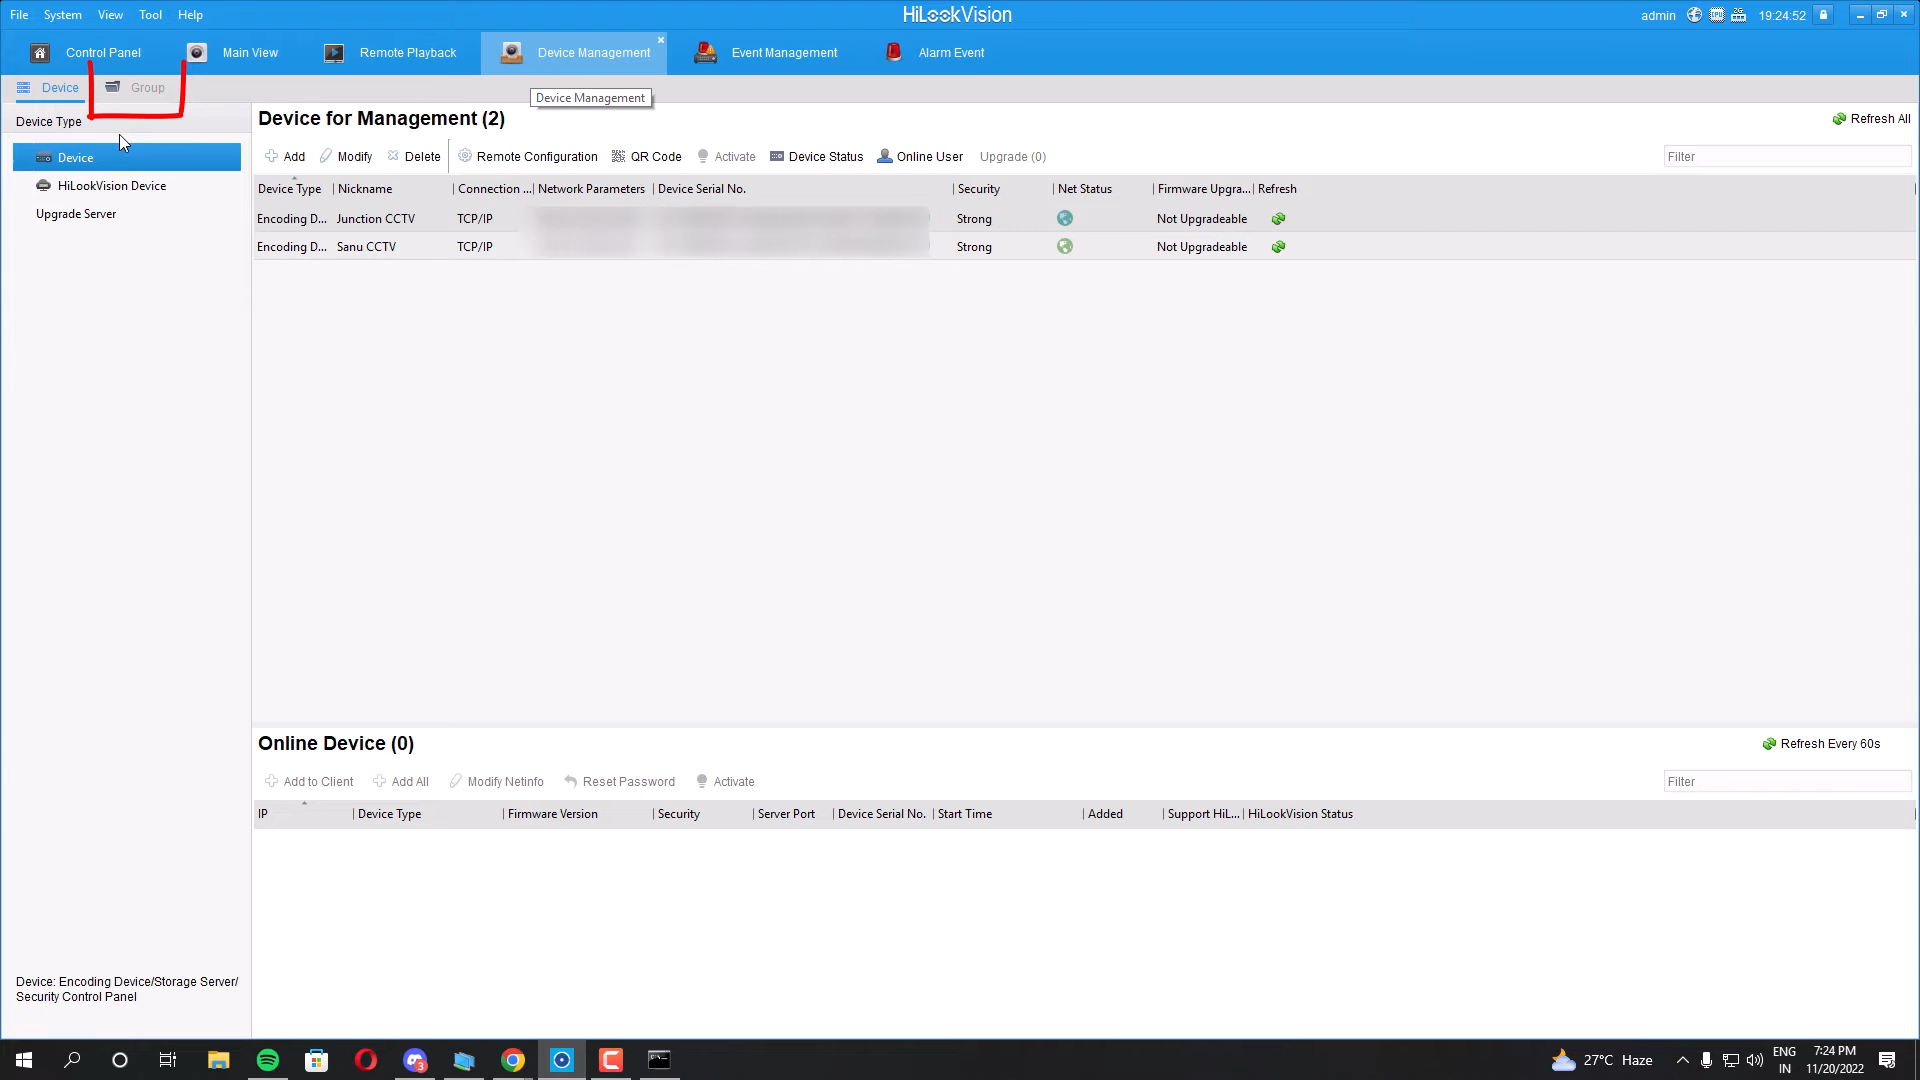 File System View Tool Help
HiLookVision
admin 19:24:52
Control Panel Main View Remote Playback Device Management Event Management Alarm Event
Device Group
Device Management
Device Type
Device
HiLookVision Device
Upgrade Server
Device: Encoding Device/Storage Server/
Security Control Panel
Device for Management (2)
Refresh All
Add Modify Delete Remote Configuration QR Code Activate Device Status Online User Upgrade (0)
Filter
Device Type Nickname Connection ... Network Parameters Device Serial No. Security Net Status Firmware Upgra... Refresh
Encoding D... Junction CCTV TCP/IP Strong Not Upgradeable
Encoding D... Sanu CCTV TCP/IP Strong Not Upgradeable
Online Device (0)
Refresh Every 60s
Add to Client Add All Modify Netinfo Reset Password Activate
Filter
IP Device Type Firmware Version Security Server Port Device Serial No. Start Time Added Support HiL... HiLookVision Status
27°C Haze
ENG
IN
7:24 PM
11/20/2022
3